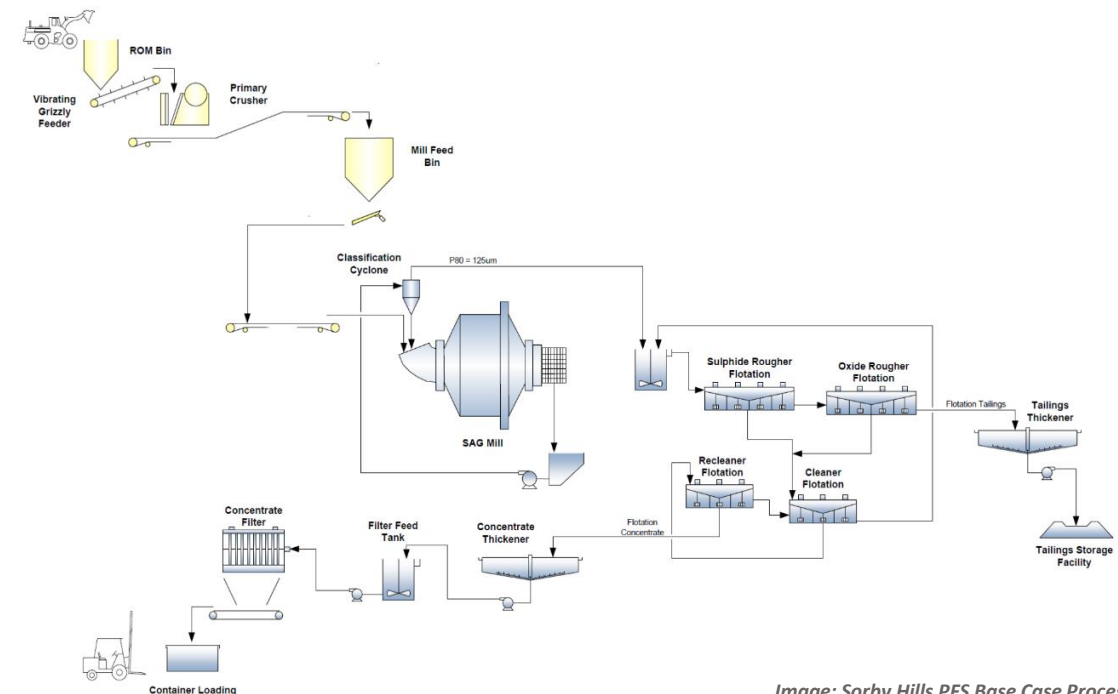 ROM Bin
Vibrating
Grizzly
Feeder
Primary
Crusher
Mill Feed
Bin
Classification
Cyclone
P80 = 125um
SAG Mill
Sulphide Rougher
Flotation
Oxide Rougher
Flotation
Flotation Tailings
Tailings
Thickener
Recleaner
Flotation
Cleaner
Flotation
Tailings Storage
Facility
Concentrate
Filter
Filter Feed
Tank
Concentrate
Thickener
Flotation
Concentrate
Container Loading
Image: Sorby Hills PFS Base Case Proce